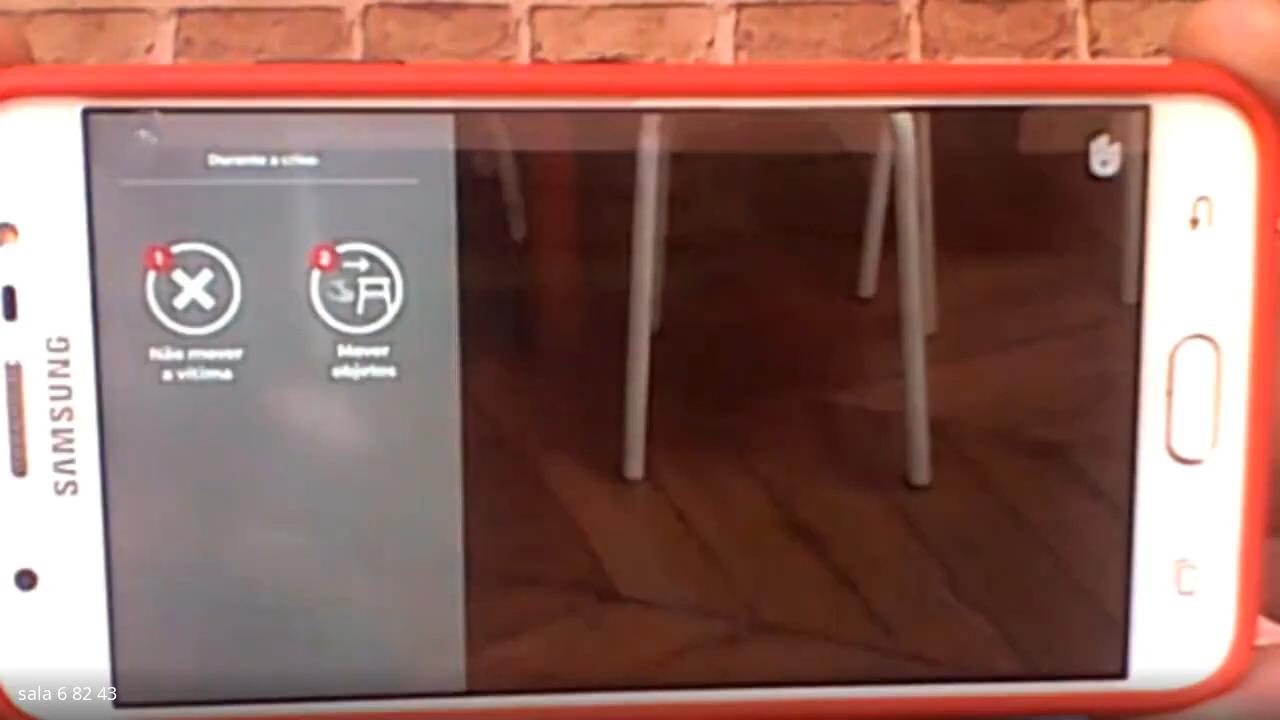 Durante a crise
1
2
Não mover
a vítima
Mover
objetos
SAMSUNG
sala 6 82 43